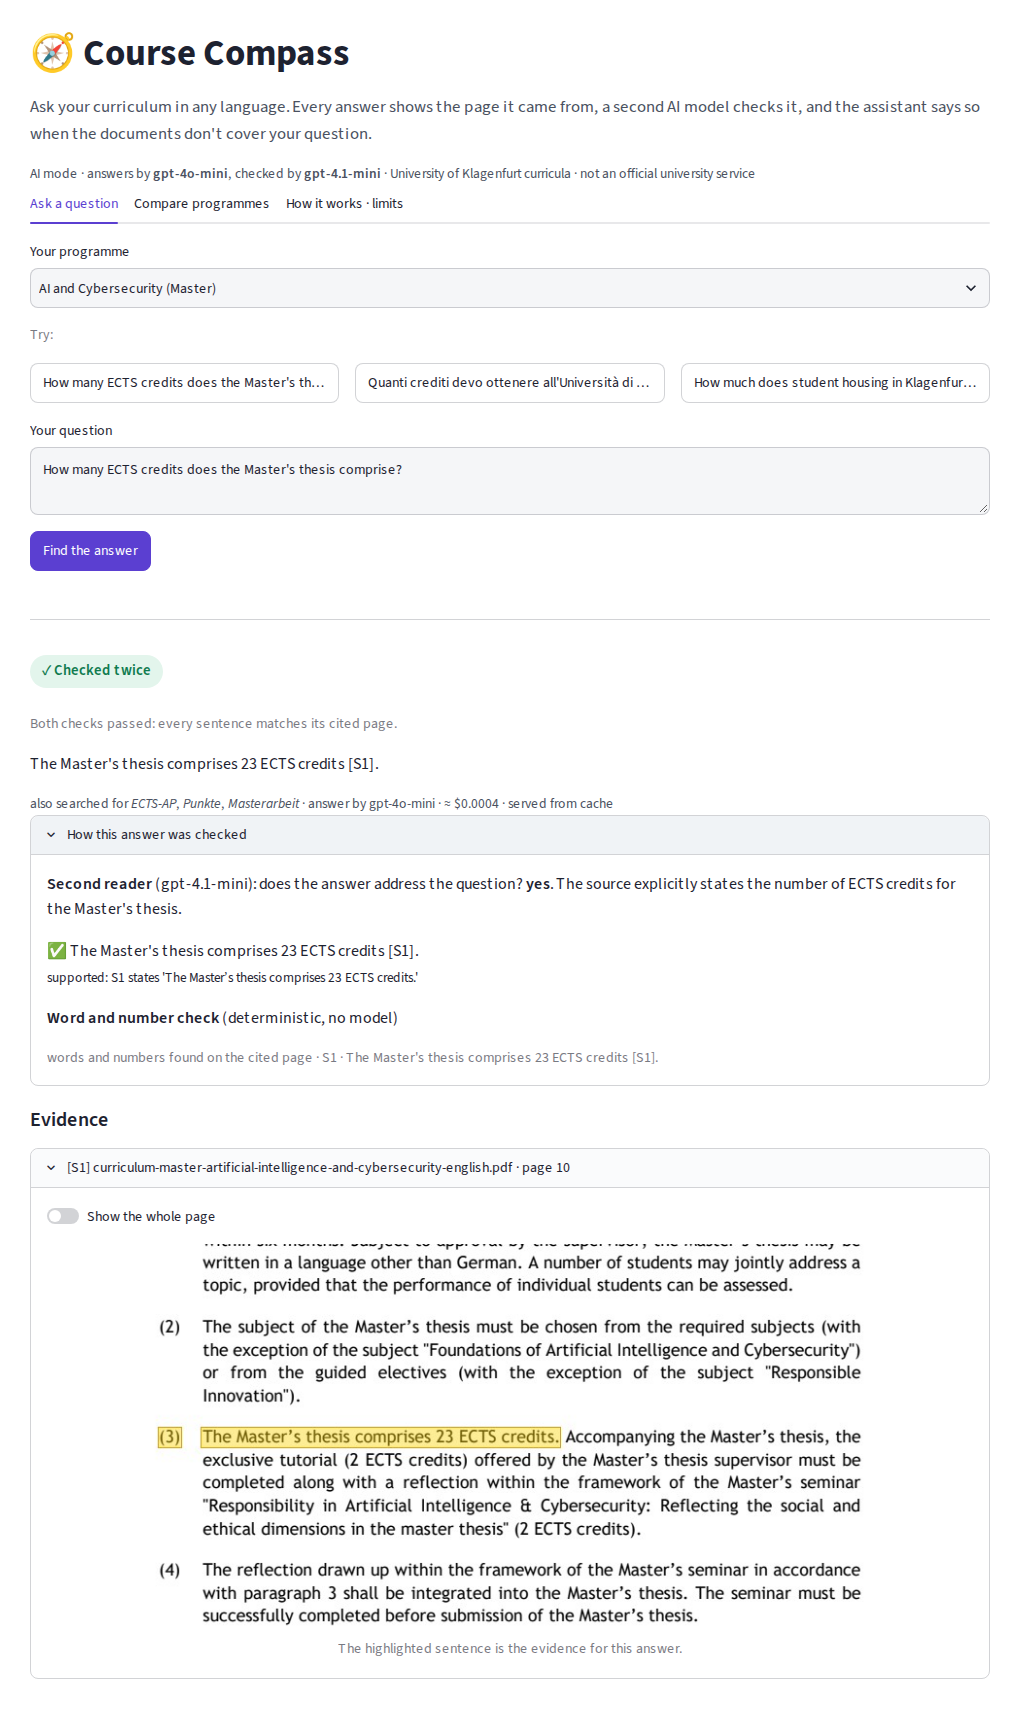 Course Compass
Ask your curriculum in any language. Every answer shows the page it came from, a second AI model checks it, and the assistant says so
when the documents don't cover your question.
AI mode · answers by gpt-4o-mini, checked by gpt-4.1-mini · University of Klagenfurt curricula · not an official university service
Ask a question
Compare programmes
How it works · limits
Your programme
AI and Cybersecurity (Master)
Try:
How many ECTS credits does the Master's th...
Quanti crediti devo ottenere all'Università di ...
How much does student housing in Klagenfur...
Your question
How many ECTS credits does the Master's thesis comprise?
Find the answer
✓ Checked twice
Both checks passed: every sentence matches its cited page.
The Master's thesis comprises 23 ECTS credits [S1].
also searched for ECTS-AP, Punkte, Masterarbeit · answer by gpt-4o-mini · ≈ $0.0004 · served from cache
How this answer was checked
Second reader (gpt-4.1-mini): does the answer address the question? yes. The source explicitly states the number of ECTS credits for
the Master's thesis.
✅ The Master's thesis comprises 23 ECTS credits [S1].
supported: S1 states 'The Master's thesis comprises 23 ECTS credits.'
Word and number check (deterministic, no model)
words and numbers found on the cited page · S1 · The Master's thesis comprises 23 ECTS credits [S1].
Evidence
[S1] curriculum-master-artificial-intelligence-and-cybersecurity-english.pdf · page 10
Show the whole page
within six months. Subject to approval by the supervisor, the Master's thesis may be
written in a language other than German. A number of students may jointly address a
topic, provided that the performance of individual students can be assessed.
(2) The subject of the Master's thesis must be chosen from the required subjects (with
the exception of the subject "Foundations of Artificial Intelligence and Cybersecurity")
or from the guided electives (with the exception of the subject "Responsible
Innovation").
(3) The Master's thesis comprises 23 ECTS credits. Accompanying the Master's thesis, the
exclusive tutorial (2 ECTS credits) offered by the Master's thesis supervisor must be
completed along with a reflection within the framework of the Master's seminar
"Responsibility in Artificial Intelligence & Cybersecurity: Reflecting the social and
ethical dimensions in the master thesis" (2 ECTS credits).
(4) The reflection drawn up within the framework of the Master's seminar in accordance
with paragraph 3 shall be integrated into the Master's thesis. The seminar must be
successfully completed before submission of the Master's thesis.
The highlighted sentence is the evidence for this answer.